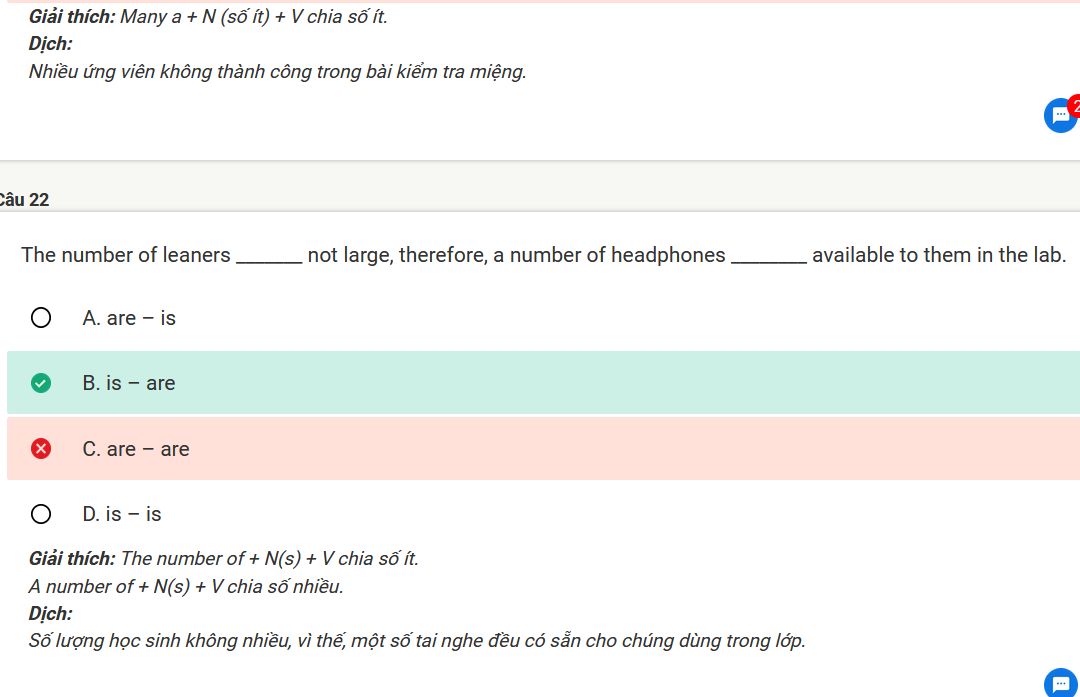 Giải thích: Many a + N (số ít) + V chia số ít.
Dịch:
Nhiều ứng viên không thành công trong bài kiểm tra miệng.
2
Câu 22
The number of leaners _______ not large, therefore, a number of headphones ________ available to them in the lab.
A. are – is
B. is – are
C. are – are
D. is – is
Giải thích: The number of + N(s) + V chia số ít.
A number of + N(s) + V chia số nhiều.
Dịch:
Số lượng học sinh không nhiều, vì thế, một số tai nghe đều có sẵn cho chúng dùng trong lớp.